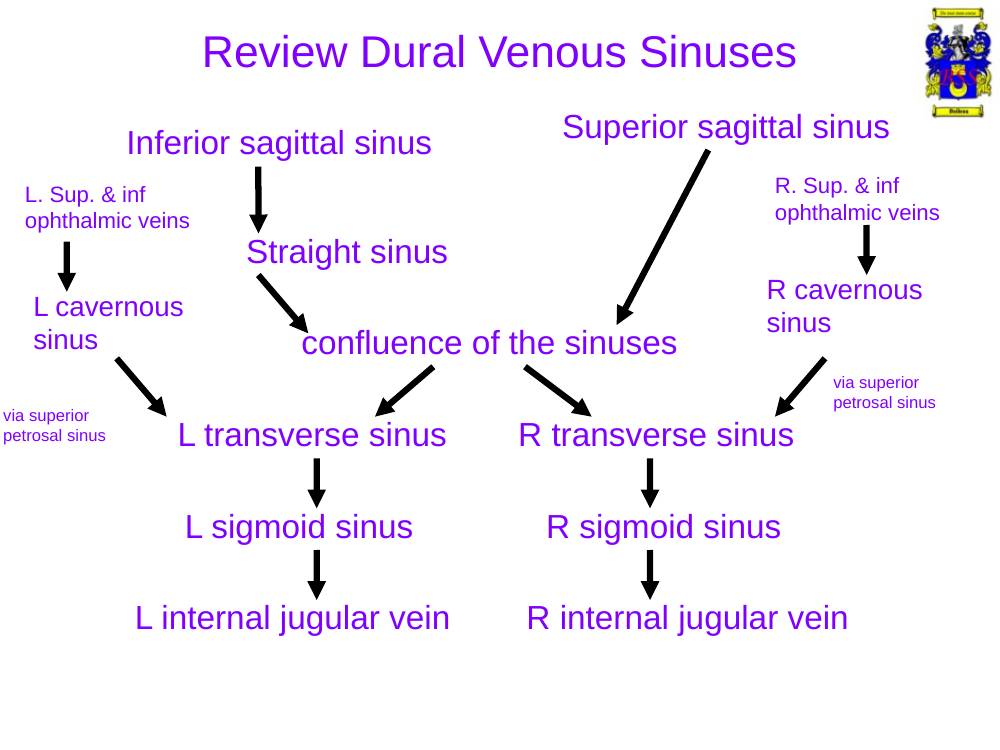 Review Dural Venous Sinuses
Inferior sagittal sinus
Superior sagittal sinus
L. Sup. & inf
ophthalmic veins
R. Sup. & inf
ophthalmic veins
Straight sinus
L cavernous
sinus
R cavernous
sinus
confluence of the sinuses
via superior
petrosal sinus
via superior
petrosal sinus
L transverse sinus
R transverse sinus
L sigmoid sinus
R sigmoid sinus
L internal jugular vein
R internal jugular vein